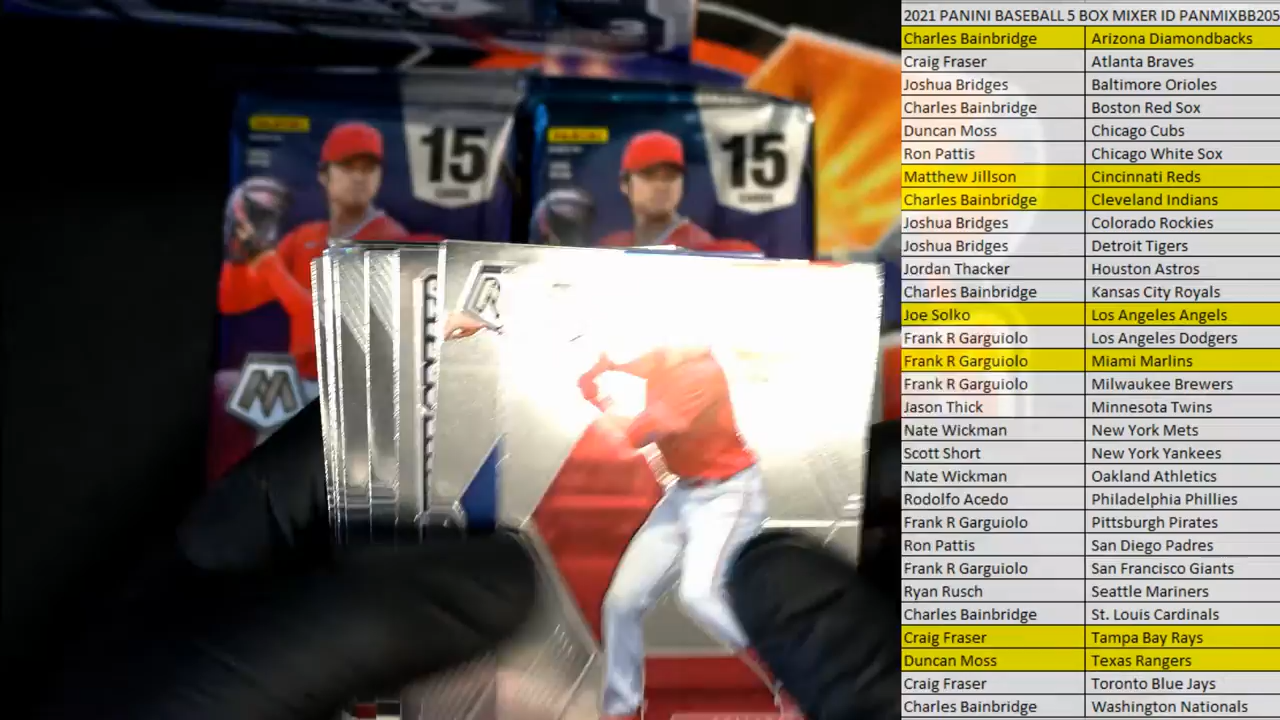 2021 PANINI BASEBALL 5 BOX MIXER ID PANMIXBB205
Charles Bainbridge Arizona Diamondbacks
Craig Fraser Atlanta Braves
Joshua Bridges Baltimore Orioles
Charles Bainbridge Boston Red Sox
Duncan Moss Chicago Cubs
Ron Pattis Chicago White Sox
Matthew Jillson Cincinnati Reds
Charles Bainbridge Cleveland Indians
Joshua Bridges Colorado Rockies
Joshua Bridges Detroit Tigers
Jordan Thacker Houston Astros
Charles Bainbridge Kansas City Royals
Joe Solko Los Angeles Angels
Frank R Garguiolo Los Angeles Dodgers
Frank R Garguiolo Miami Marlins
Frank R Garguiolo Milwaukee Brewers
Jason Thick Minnesota Twins
Nate Wickman New York Mets
Scott Short New York Yankees
Nate Wickman Oakland Athletics
Rodolfo Acedo Philadelphia Phillies
Frank R Garguiolo Pittsburgh Pirates
Ron Pattis San Diego Padres
Frank R Garguiolo San Francisco Giants
Ryan Rusch Seattle Mariners
Charles Bainbridge St. Louis Cardinals
Craig Fraser Tampa Bay Rays
Duncan Moss Texas Rangers
Craig Fraser Toronto Blue Jays
Charles Bainbridge Washington Nationals
PANINI
15
CARDS
PANINI
15
CARDS
M
M